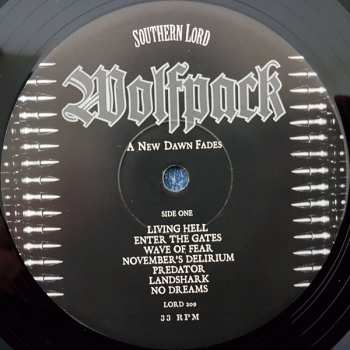 SOUTHERN LORD
Wolfpack
A NEW DAWN FADES
SIDE ONE
LIVING HELL
ENTER THE GATES
WAVE OF FEAR
NOVEMBER'S DELIRIUM
PREDATOR
LANDSHARK
NO DREAMS
LORD 209
33 RPM